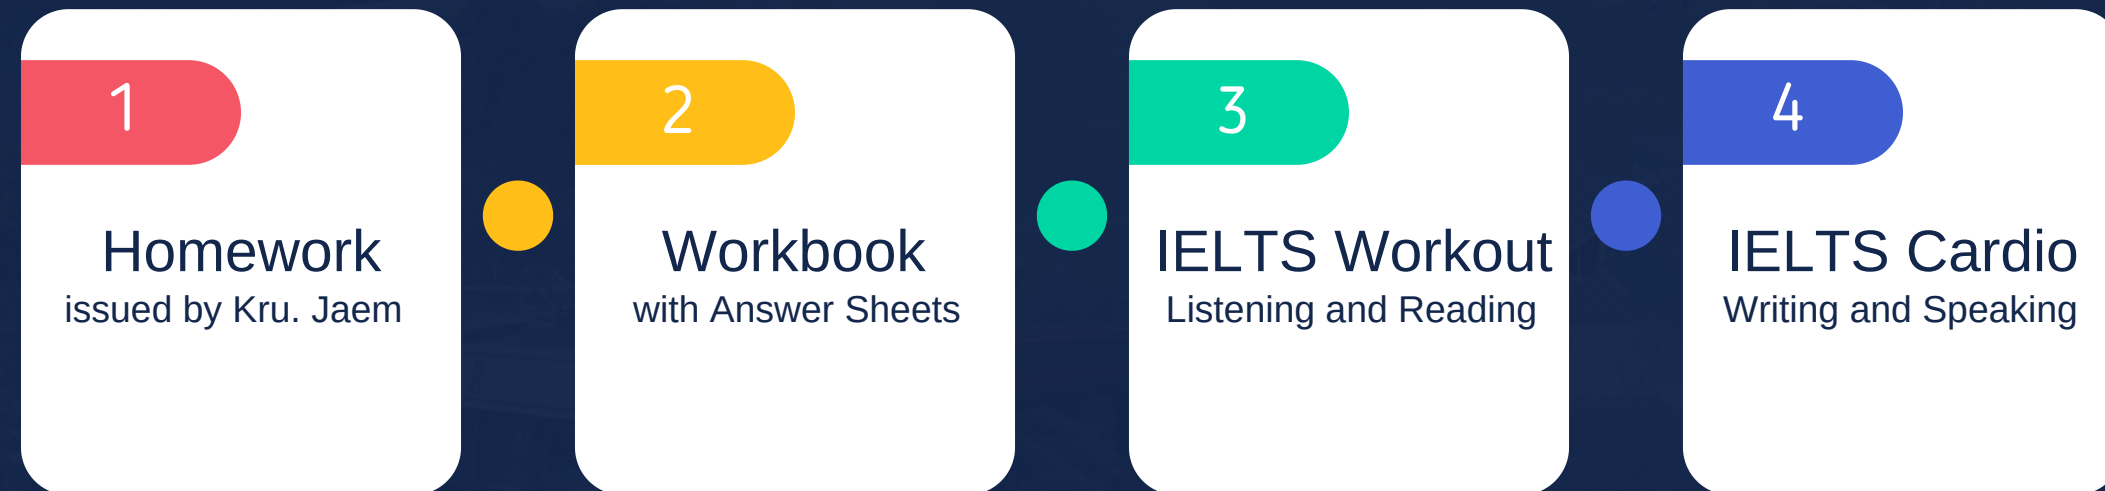 1
Homework
issued by Kru. Jaem
2
Workbook
with Answer Sheets
3
IELTS Workout
Listening and Reading
4
IELTS Cardio
Writing and Speaking